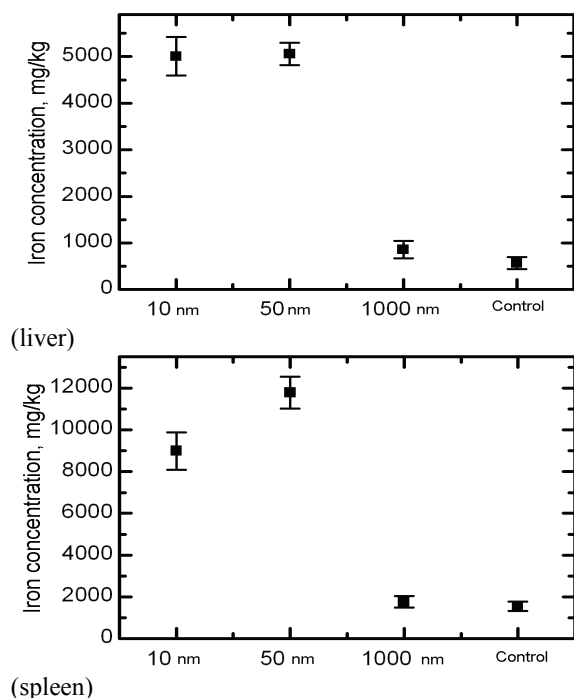 Iron concentration, mg/kg
5000
4000
3000
2000
1000
0
10 nm 50 nm 1000 nm Control
(liver)
Iron concentration, mg/kg
12000
10000
8000
6000
4000
2000
0
10 nm 50 nm 1000 nm Control
(spleen)